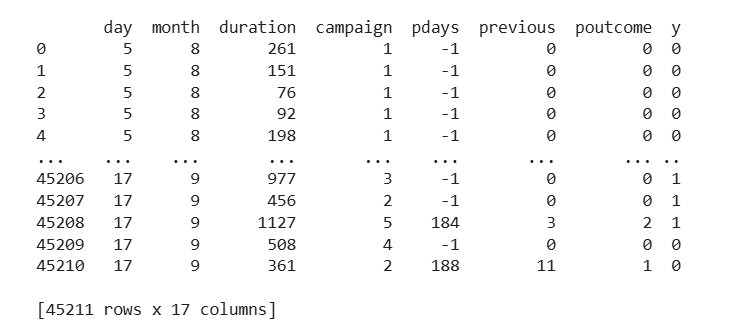 day month duration campaign pdays previous poutcome y
0 5 8 261 1 -1 0 0 0
1 5 8 151 1 -1 0 0 0
2 5 8 76 1 -1 0 0 0
3 5 8 92 1 -1 0 0 0
4 5 8 198 1 -1 0 0 0
... ... ... ... ... ... ... ... ..
45206 17 9 977 3 -1 0 0 1
45207 17 9 456 2 -1 0 0 1
45208 17 9 1127 5 184 3 2 1
45209 17 9 508 4 -1 0 0 0
45210 17 9 361 2 188 11 1 0
[45211 rows x 17 columns]